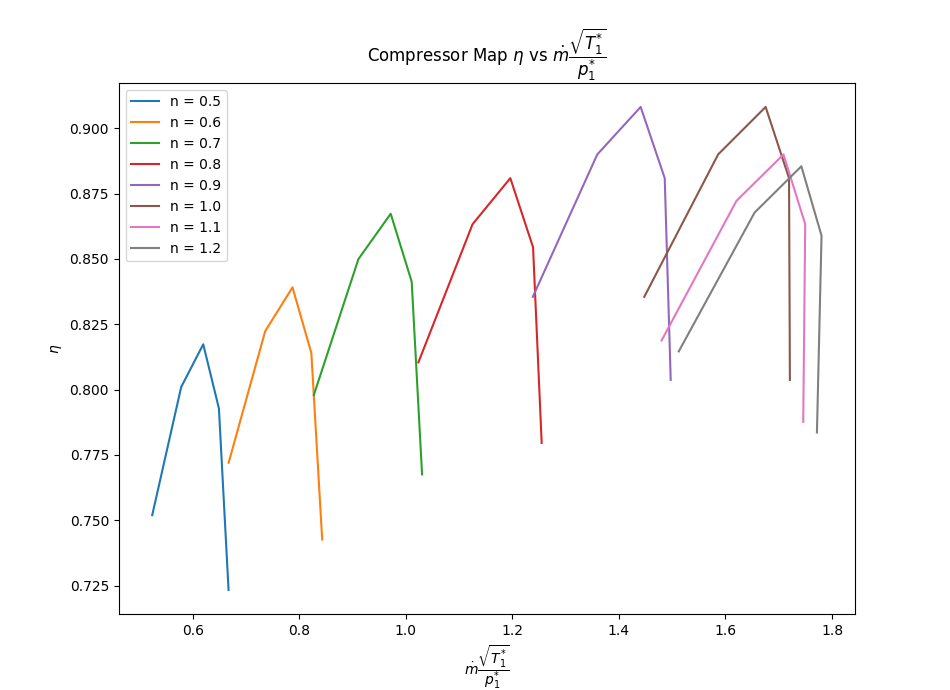 Compressor Map η vs ṁ√T₁*/p₁*
n = 0.5
n = 0.6
n = 0.7
n = 0.8
n = 0.9
n = 1.0
n = 1.1
n = 1.2
0.900
0.875
0.850
0.825
0.800
0.775
0.750
0.725
η
0.6 0.8 1.0 1.2 1.4 1.6 1.8
ṁ√T₁*/p₁*